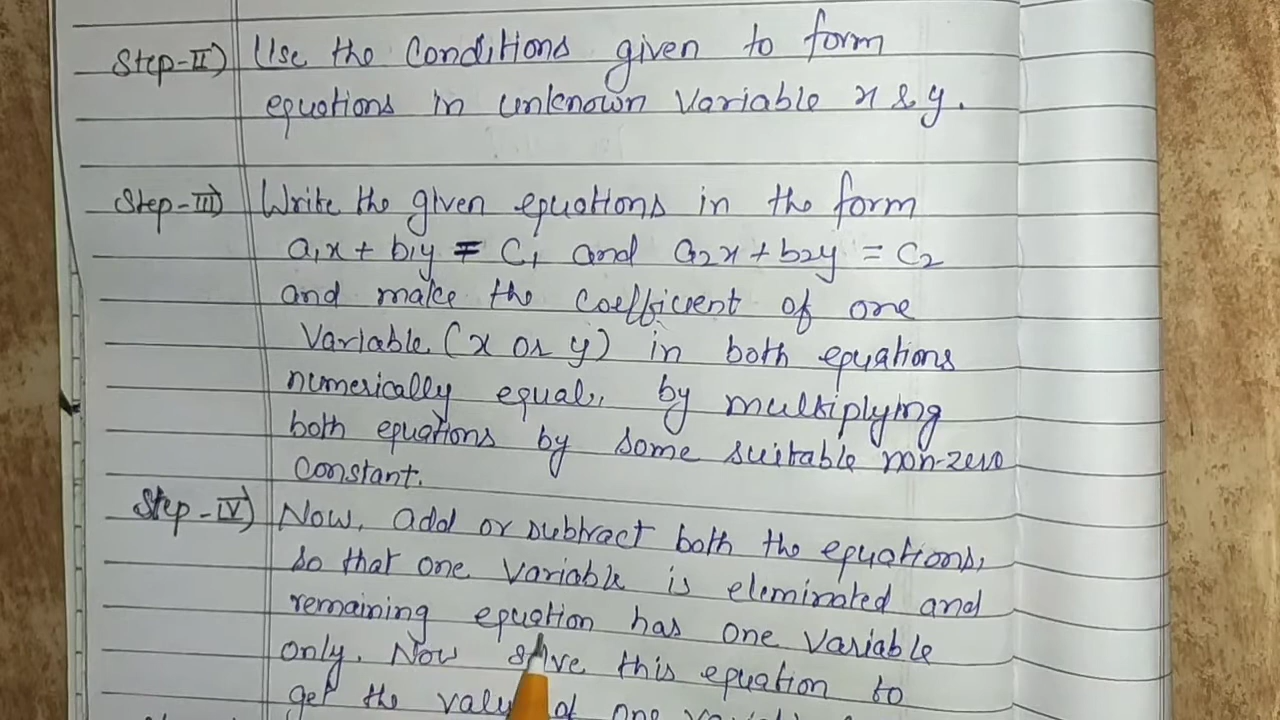 Step-II) Use the conditions given to form
equations in unknown variable x & y.
Step-III) Write the given equations in the form
a₁x + b₁y = C₁ and a₂x + b₂y = C₂
and make the coefficient of one
variable (x or y) in both equations
numerically equal,, by multiplying
both equations by some suitable non-zero
constant.
Step-IV) Now, add or subtract both the equations,
so that one variable is eleminated and
remaining equation has one variable
only. Now solve this equation to
get the of one